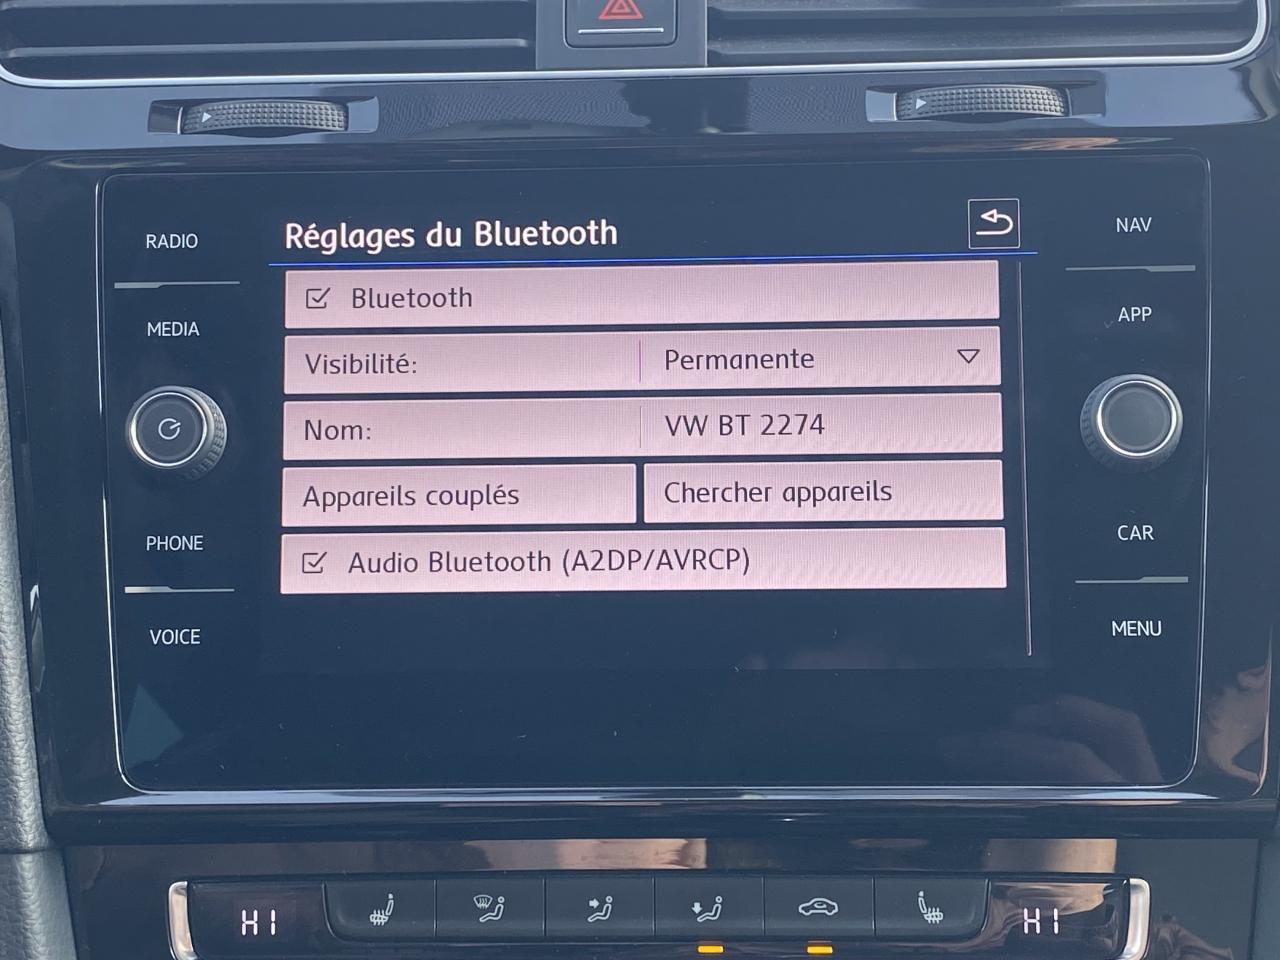 RADIO
MEDIA
PHONE
VOICE
Réglages du Bluetooth
Bluetooth
Visibilité: Permanente
Nom: VW BT 2274
Appareils couplés Chercher appareils
Audio Bluetooth (A2DP/AVRCP)
NAV
APP
CAR
MENU
HI HI